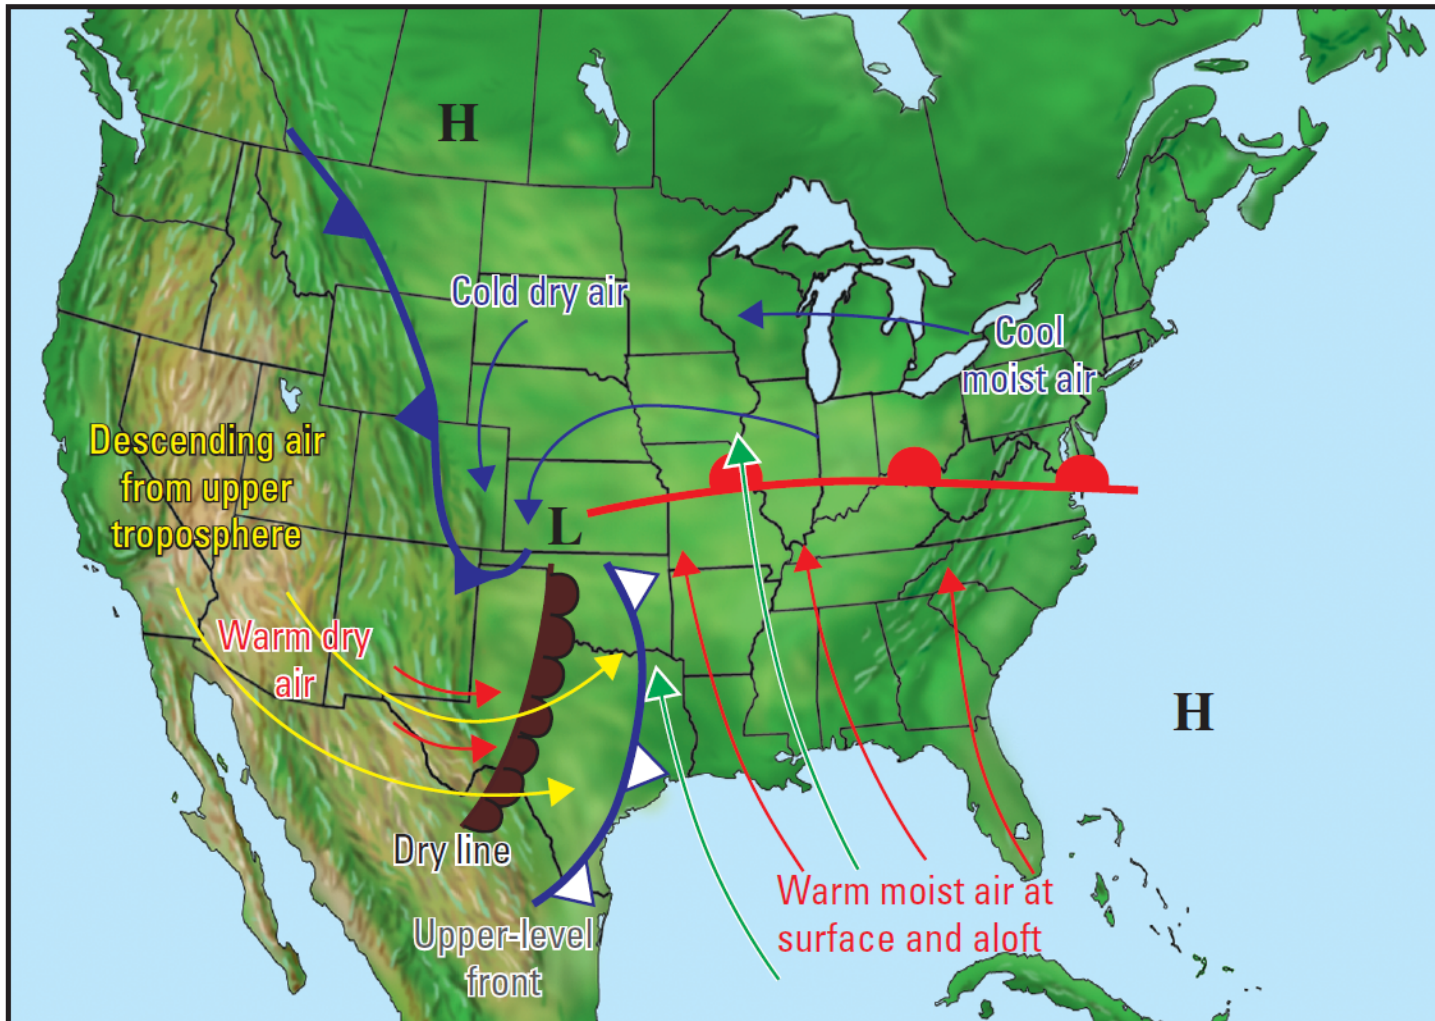 H
Cold dry air
Cool
moist air
Descending air
from upper
troposphere
L
Warm dry
air
H
Dry line
Warm moist air at
surface and aloft
Upper-level
front